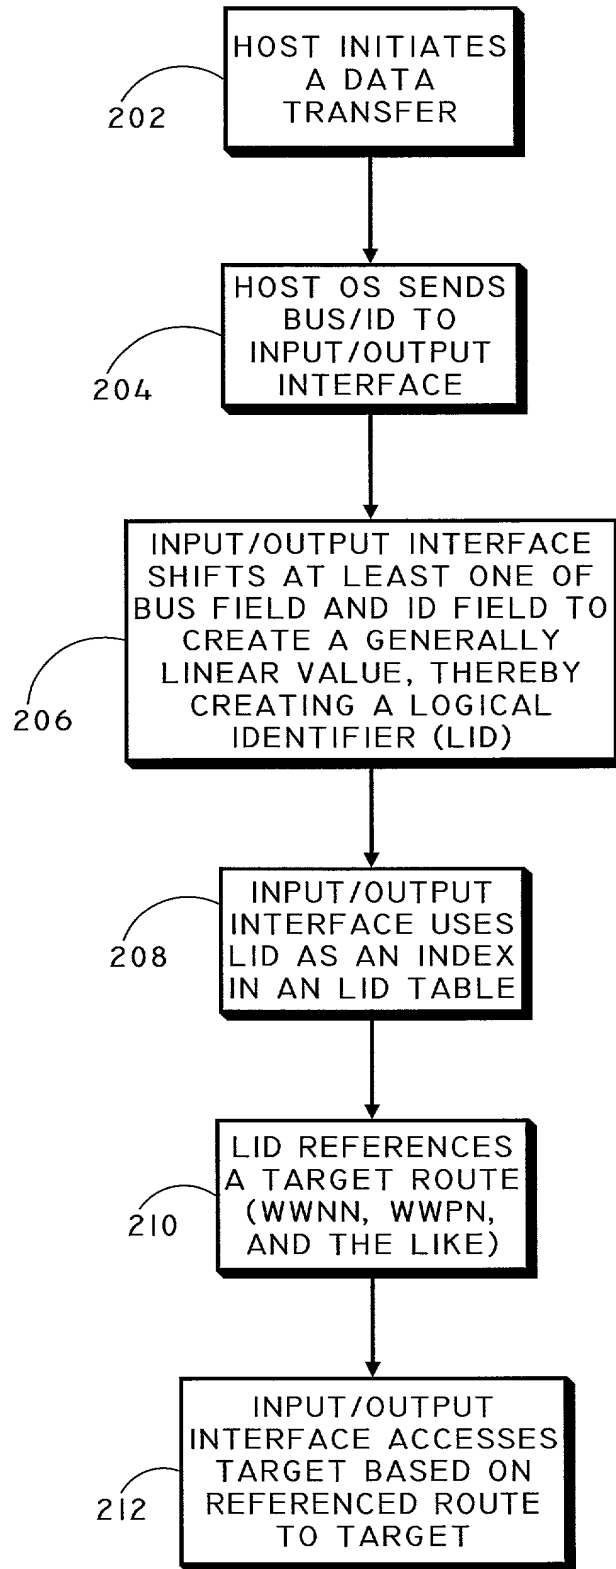 HOST INITIATES
A DATA
TRANSFER
202
HOST OS SENDS
BUS/ID TO
INPUT/OUTPUT
INTERFACE
204
INPUT/OUTPUT INTERFACE
SHIFTS AT LEAST ONE OF
BUS FIELD AND ID FIELD TO
CREATE A GENERALLY
LINEAR VALUE, THEREBY
CREATING A LOGICAL
IDENTIFIER (LID)
206
INPUT/OUTPUT
INTERFACE USES
LID AS AN INDEX
IN AN LID TABLE
208
LID REFERENCES
A TARGET ROUTE
(WWNN, WWPN,
AND THE LIKE)
210
INPUT/OUTPUT
INTERFACE ACCESSES
TARGET BASED ON
REFERENCED ROUTE
TO TARGET
212